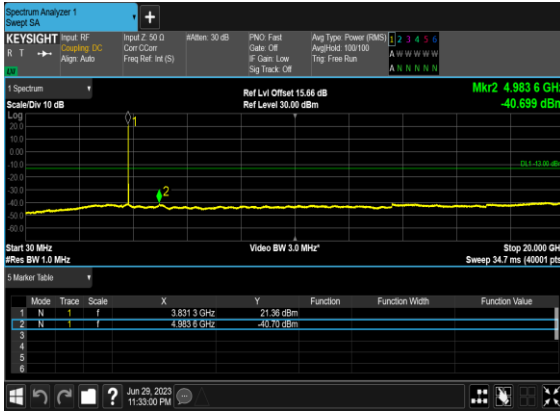 Spectrum Analyzer 1
Swept SA
+
KEYSIGHT
R T
Input: RF
Coupling: DC
Align: Auto
Input Z: 50 Ω
Corr CCorr
Freq Ref: Int (S)
#Atten: 30 dB
PNO: Fast
Gate: Off
IF Gain: Low
Sig Track: Off
Avg Type: Power (RMS)
Avg|Hold: 100/100
Trig: Free Run
1 2 3 4 5 6
A W W W W W
A N N N N N
1 Spectrum
Scale/Div 10 dB
Ref Lvl Offset 15.66 dB
Ref Level 30.00 dBm
Mkr2 4.983 6 GHz
-40.699 dBm
Log
20.0
10.0
0.00
-10.0
-20.0
-30.0
-40.0
-50.0
-60.0
1
2
DL1 -13.00 dBm
Start 30 MHz
#Res BW 1.0 MHz
Video BW 3.0 MHz*
Stop 20.000 GHz
Sweep 34.7 ms (40001 pts)
5 Marker Table
Mode Trace Scale X Y Function Function Width Function Value
1 N 1 f 3.831 3 GHz 21.36 dBm
2 N 1 f 4.983 6 GHz -40.70 dBm
3
4
5
6
?
Jun 29, 2023
11:33:00 PM